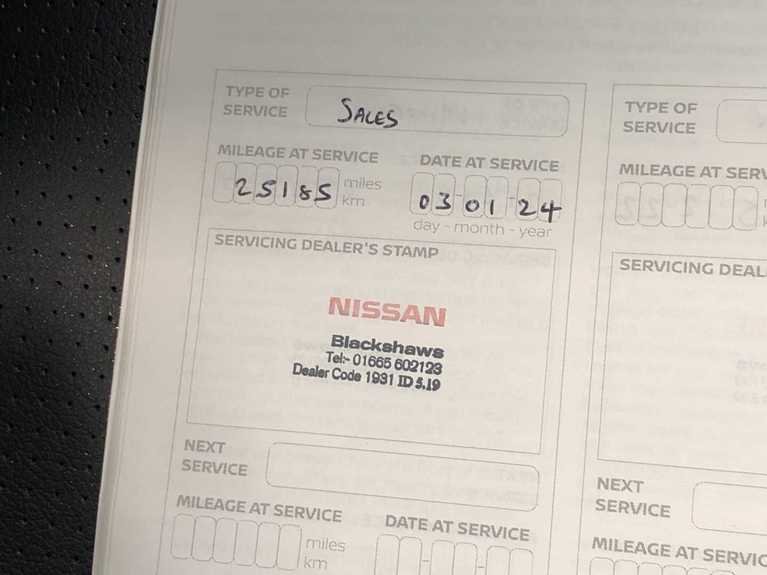 TYPE OF
SERVICE
SALES
MILEAGE AT SERVICE
25185
miles
km
DATE AT SERVICE
03-01-24
day - month - year
SERVICING DEALER'S STAMP
NISSAN
Blackshaws
Tel:- 01665 602123
Dealer Code 1931 ID 5.19
NEXT
SERVICE
MILEAGE AT SERVICE
miles
km
DATE AT SERVICE
TYPE OF
SERVICE
MILEAGE AT SERV
SERVICING DEAL
NEXT
SERVICE
MILEAGE AT SERVIC